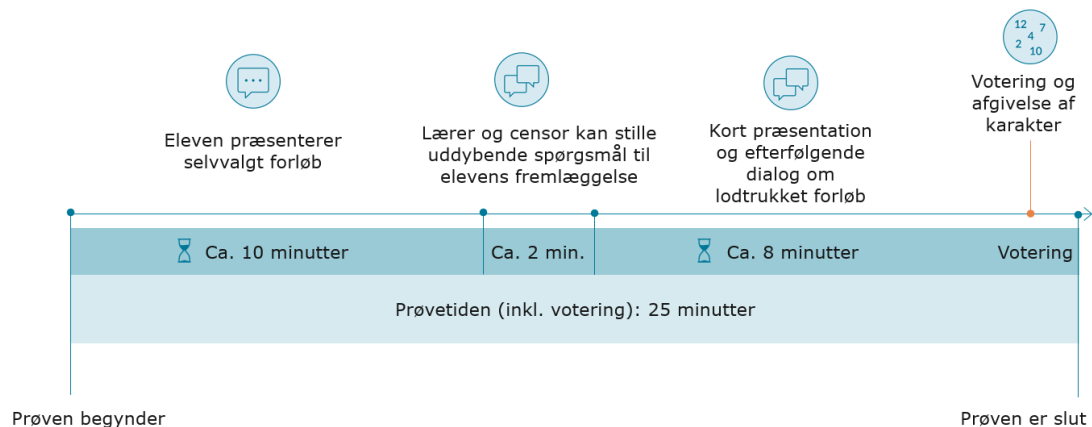 Eleven præsenterer
selvvalgt forløb
Lærer og censor kan stille
uddybende spørgsmål til
elevens fremlæggelse
Kort præsentation
og efterfølgende
dialog om
lodtrukket forløb
12 7
4
2
10
Votering og
afgivelse af
karakter
Ca. 10 minutter
Ca. 2 min.
Ca. 8 minutter
Votering
Prøvetiden (inkl. votering): 25 minutter
Prøven begynder
Prøven er slut